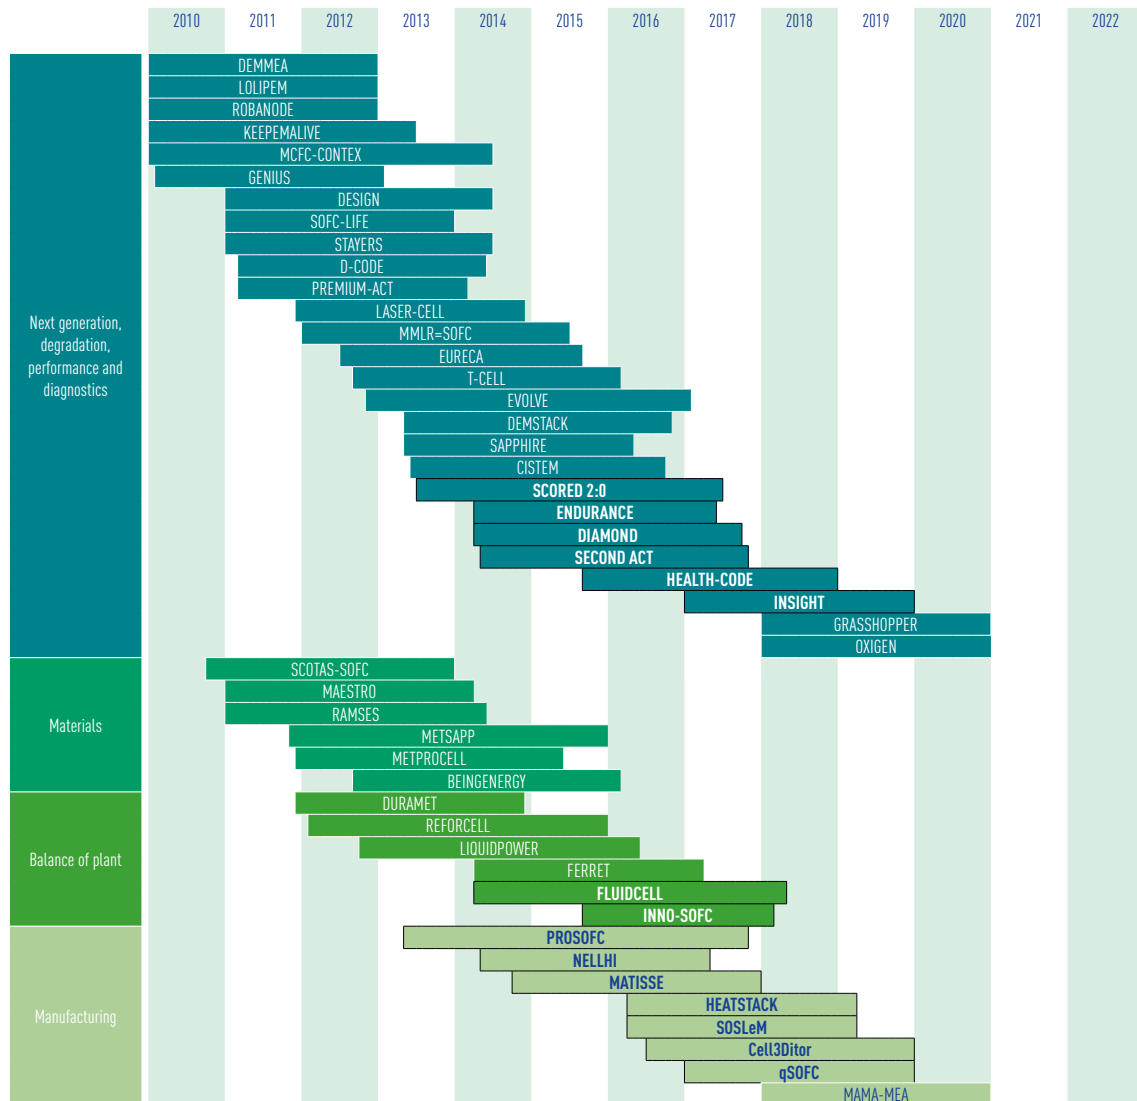 2010 2011 2012 2013 2014 2015 2016 2017 2018 2019 2020 2021 2022
Next generation,
degradation,
performance and
diagnostics
DEMMEA
LOLIPEM
ROBANODE
KEEPEMALIVE
MCFC-CONTEX
GENIUS
DESIGN
SOFC-LIFE
STAYERS
D-CODE
PREMIUM-ACT
LASER-CELL
MMLR=SOFC
EURECA
T-CELL
EVOLVE
DEMSTACK
SAPPHIRE
CISTEM
SCORED 2:0
ENDURANCE
DIAMOND
SECOND ACT
HEALTH-CODE
INSIGHT
GRASSHOPPER
OXIGEN
Materials
SCOTAS-SOFC
MAESTRO
RAMSES
METSAPP
METPROCELL
BEINGENERGY
Balance of plant
DURAMET
REFORCELL
LIQUIDPOWER
FERRET
FLUIDCELL
INNO-SOFC
Manufacturing
PROSOFC
NELLHI
MATISSE
HEATSTACK
SOSLeM
Cell3Ditor
qSOFC
MAMA-MEA